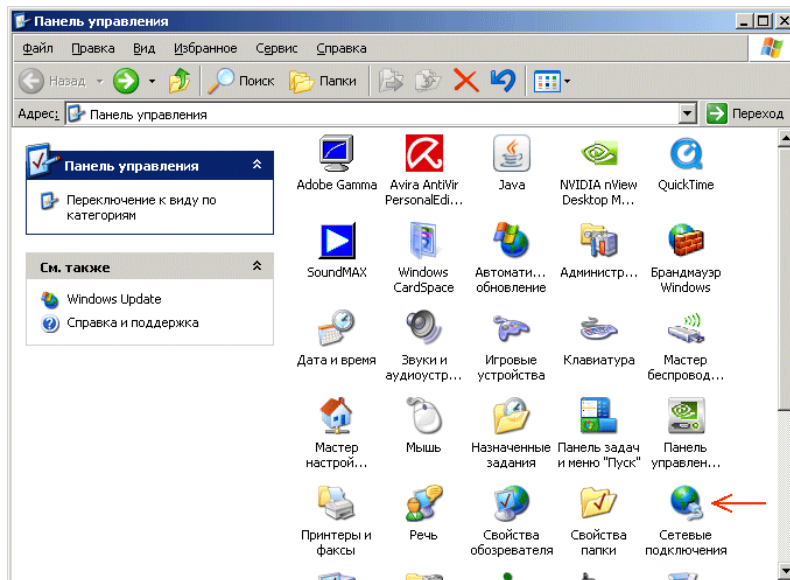 Панель управления
Файл Правка Вид Избранное Сервис Справка
Назад Поиск Папки
Адрес: Панель управления Переход
Панель управления
Переключение к виду по
категориям
См. также
Windows Update
Справка и поддержка
Adobe Gamma Avira AntiVir Java NVIDIA nView QuickTime
PersonalEdi... Desktop M...
SoundMAX Windows Автомати... Администр... Брандмауэр
CardSpace обновление Windows
Дата и время Звуки и Игровые Клавиатура Мастер
аудиоустр... устройства беспровод...
Мастер Мышь Назначенные Панель задач Панель
настрой... задания и меню "Пуск" управлен...
Принтеры и Речь Свойства Свойства Сетевые
факсы обозревателя папки подключения